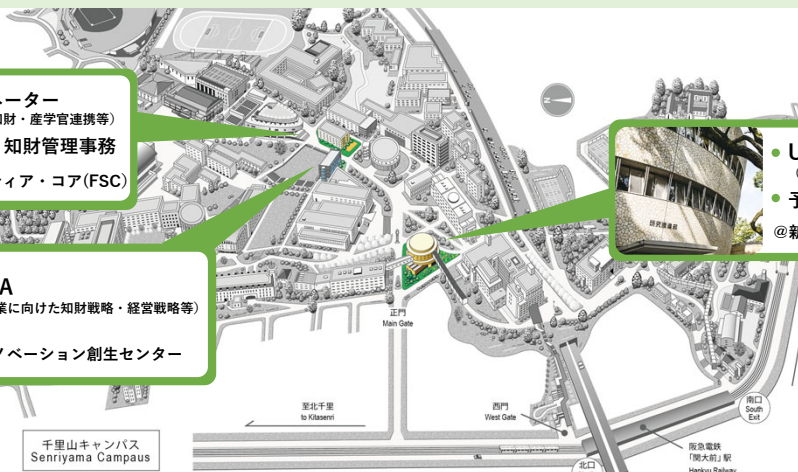 ーター
知財・産学官連携等）
知財管理事務
ティア・コア(FSC)
A
業に向けた知財戦略・経営戦略等）
ノベーション創生センター
N
• U
（
• 予
@新
正門
Main Gate
至北千里
to Kitasenri
西門
West Gate
南口
South
Exit
北口
阪急電鉄
「関大前」駅
Hankyu Railway
千里山キャンパス
Senriyama Campaus